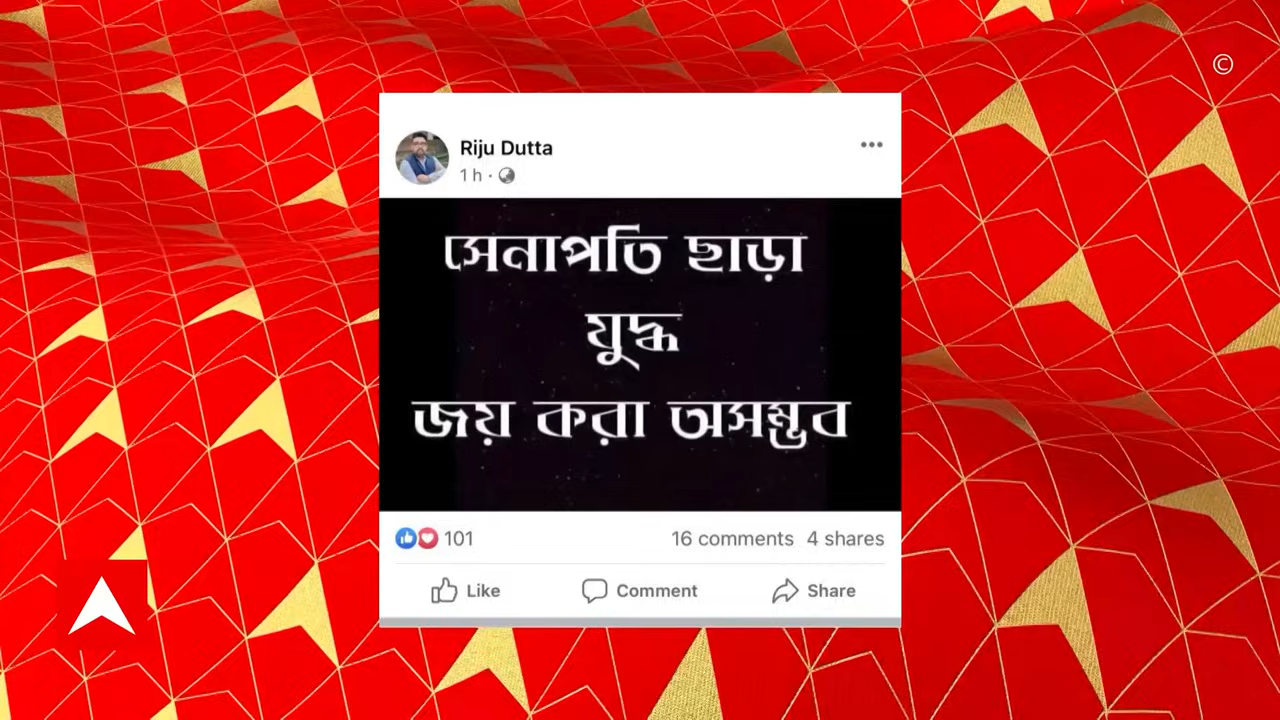 ©
Riju Dutta
1 h ·
সেনাপতি ছাড়া
যুদ্ধ
জয় করা অসম্ভব
101
16 comments 4 shares
Like Comment Share